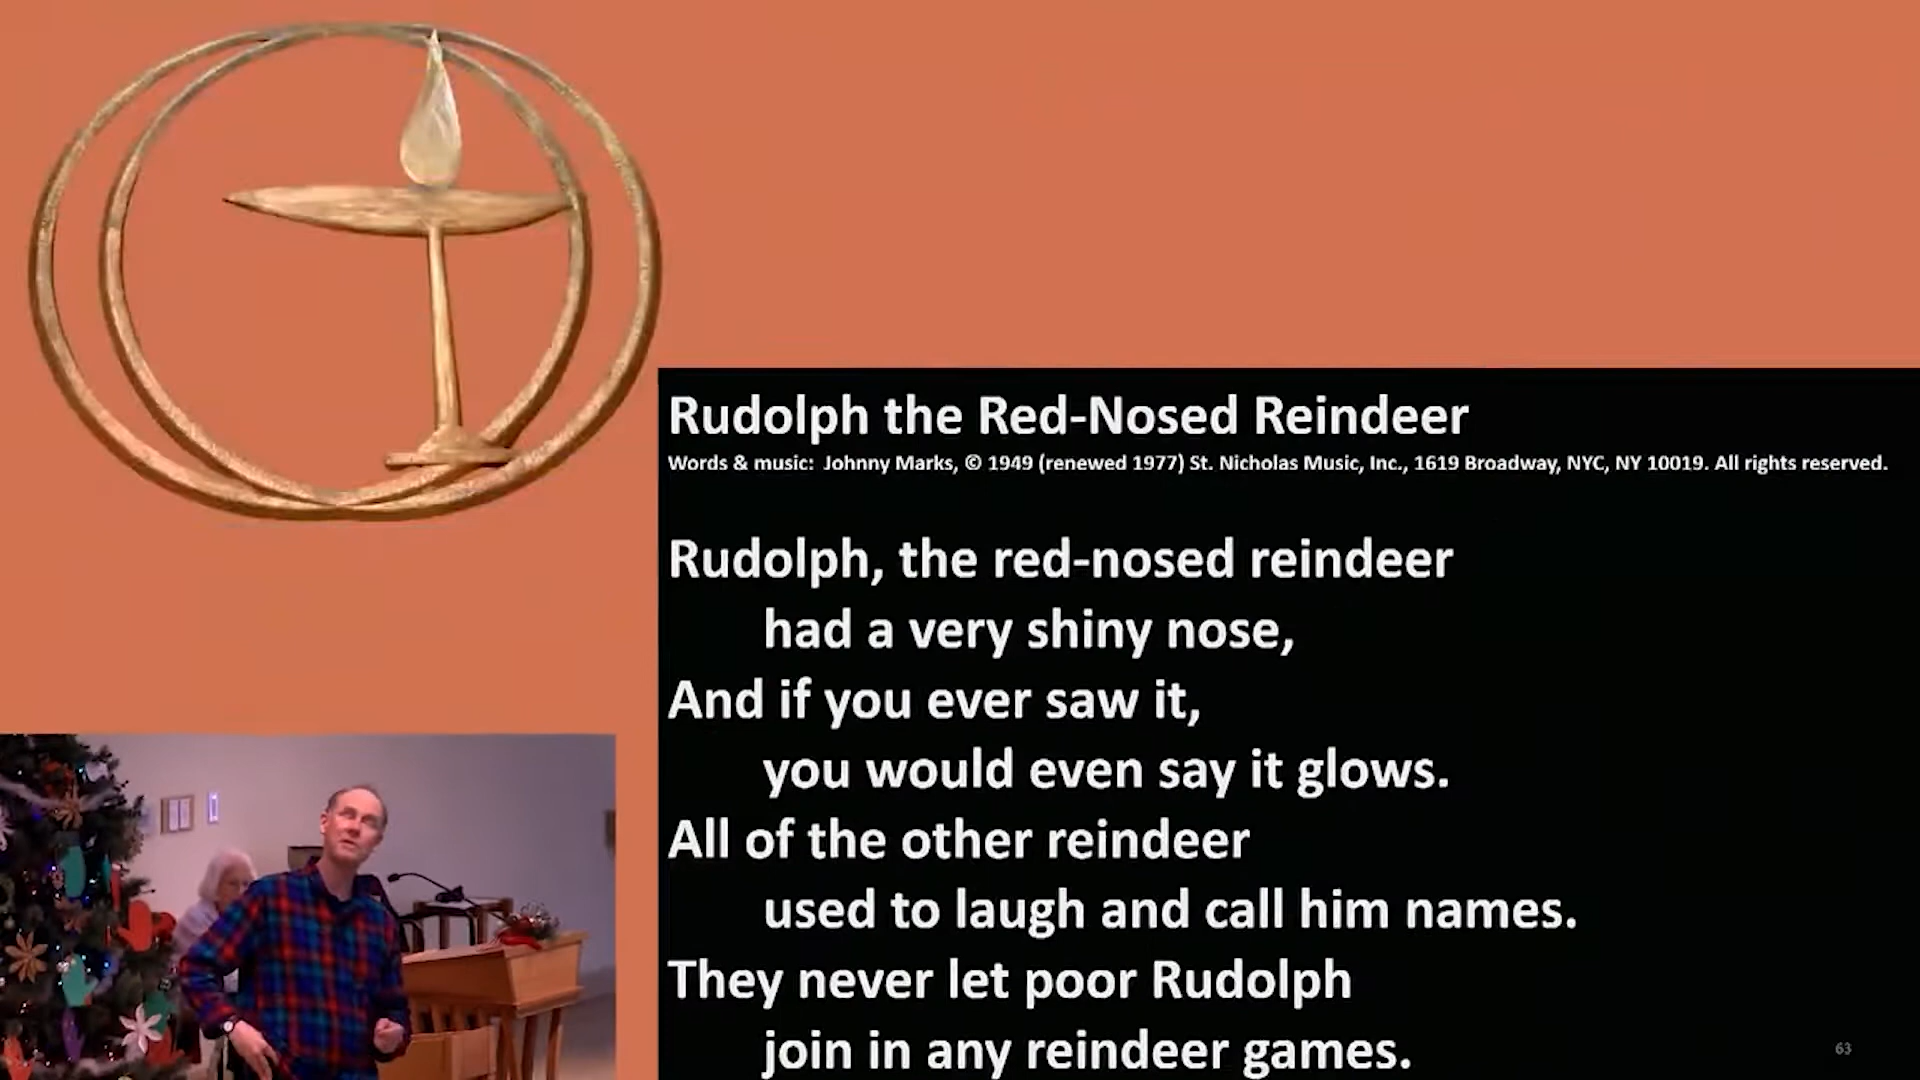 Rudolph the Red-Nosed Reindeer
Words & music: Johnny Marks, © 1949 (renewed 1977) St. Nicholas Music, Inc., 1619 Broadway, NYC, NY 10019. All rights reserved.
Rudolph, the red-nosed reindeer
had a very shiny nose,
And if you ever saw it,
you would even say it glows.
All of the other reindeer
used to laugh and call him names.
They never let poor Rudolph
join in any reindeer games.
63